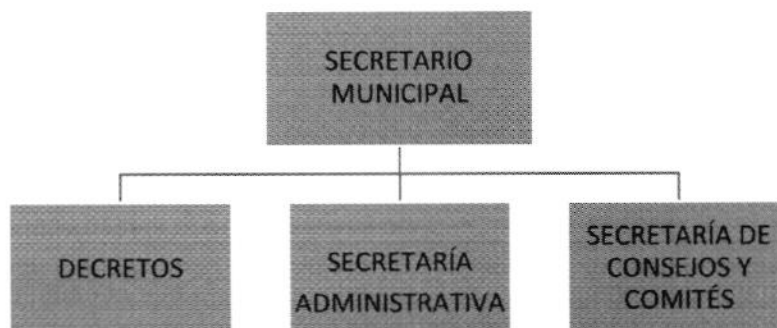 SECRETARIO
MUNICIPAL
DECRETOS
SECRETARÍA
ADMINISTRATIVA
SECRETARÍA DE
CONSEJOS Y
COMITÉS